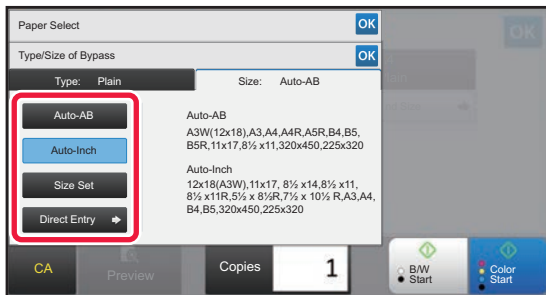 Paper Select
OK
Type/Size of Bypass
OK
OK
Type: Plain
Size: Auto-AB
Auto-AB
Auto-Inch
Size Set
Direct Entry
Auto-AB
A3W(12x18),A3,A4,A4R,A5R,B4,B5,
B5R,11x17,8½ x11,320x450,225x320
Auto-Inch
12x18(A3W),11x17, 8½ x14,8½ x11,
8½ x11R,5½ x 8½R,7½ x 10½ R,A3,A4,
B4,B5,320x450,225x320
CA
Preview
Copies
1
B/W
Start
Color
Start